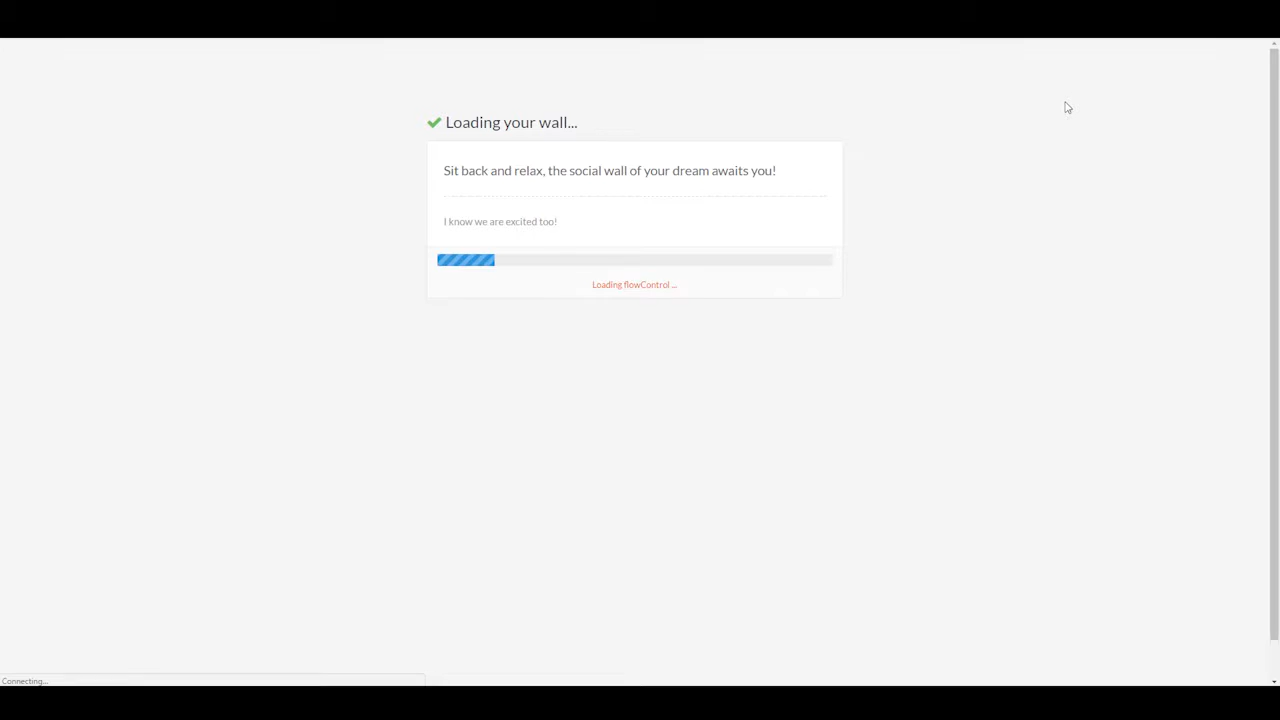 Loading your wall...
Sit back and relax, the social wall of your dream awaits you!
I know we are excited too!
Loading flowControl ...
Connecting...